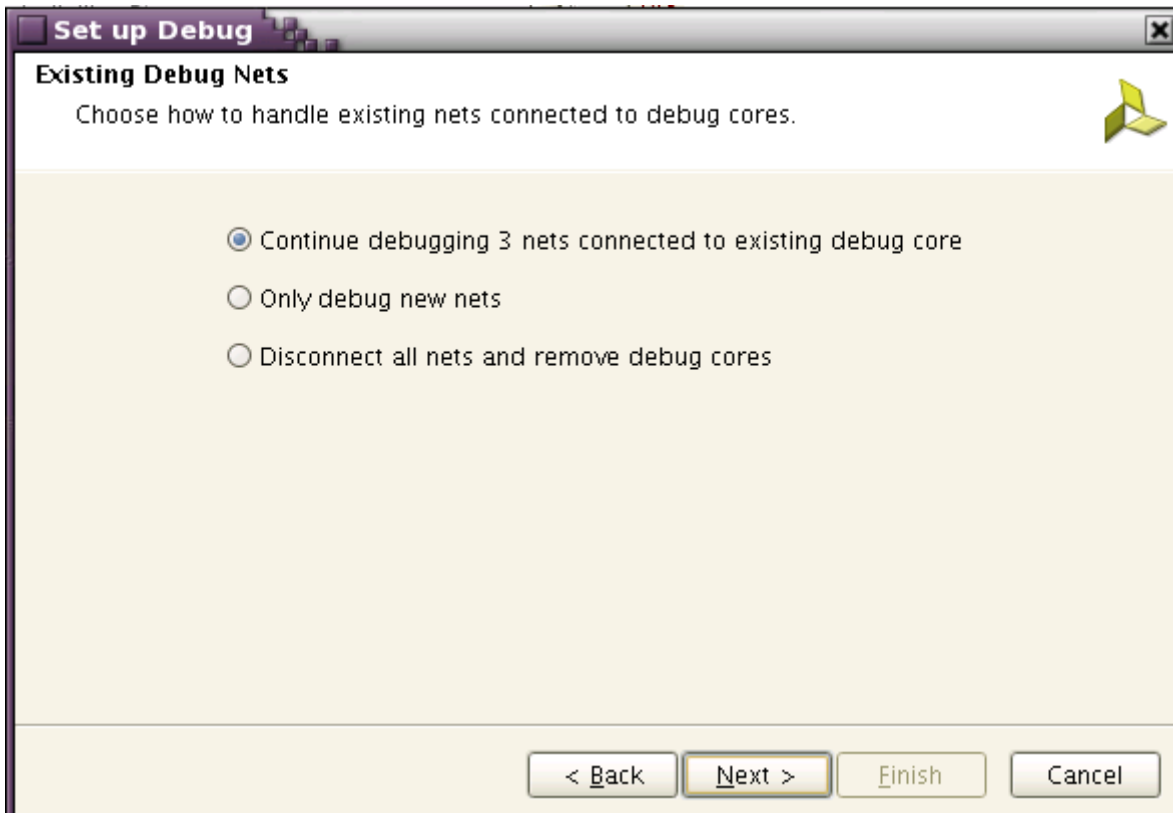 Set up Debug
Existing Debug Nets
Choose how to handle existing nets connected to debug cores.
Continue debugging 3 nets connected to existing debug core
Only debug new nets
Disconnect all nets and remove debug cores
< Back Next > Finish Cancel